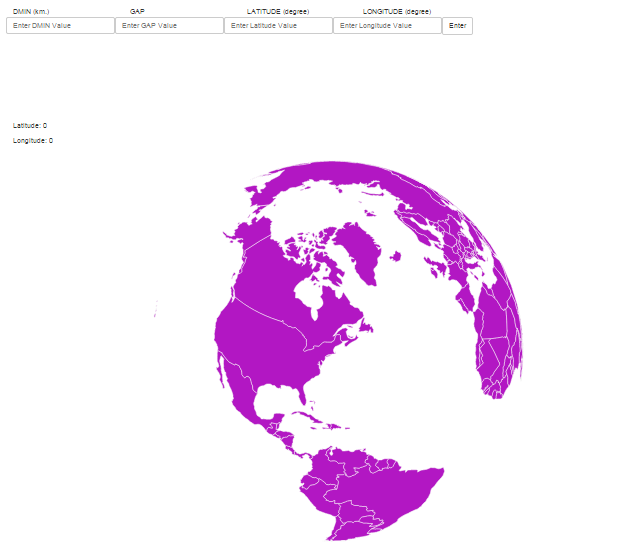 DMIN (km.) GAP LATITUDE (degree) LONGITUDE (degree)
Enter DMIN Value Enter GAP Value Enter Latitude Value Enter Longitude Value Enter
Latitude: 0
Longitude: 0